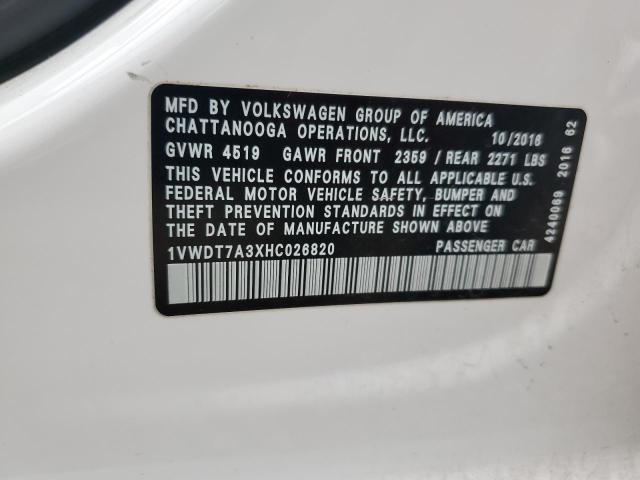 MFD BY VOLKSWAGEN GROUP OF AMERICA
CHATTANOOGA OPERATIONS, LLC. 10/2016
GVWR 4519 GAWR FRONT 2359 / REAR 2271 LBS
THIS VEHICLE CONFORMS TO ALL APPLICABLE U.S.
FEDERAL MOTOR VEHICLE SAFETY, BUMPER AND
THEFT PREVENTION STANDARDS IN EFFECT ON
THE DATE OF MANUFACTURE SHOWN ABOVE
1VWDT7A3XHC026820 PASSENGER CAR
4240069 2016 62